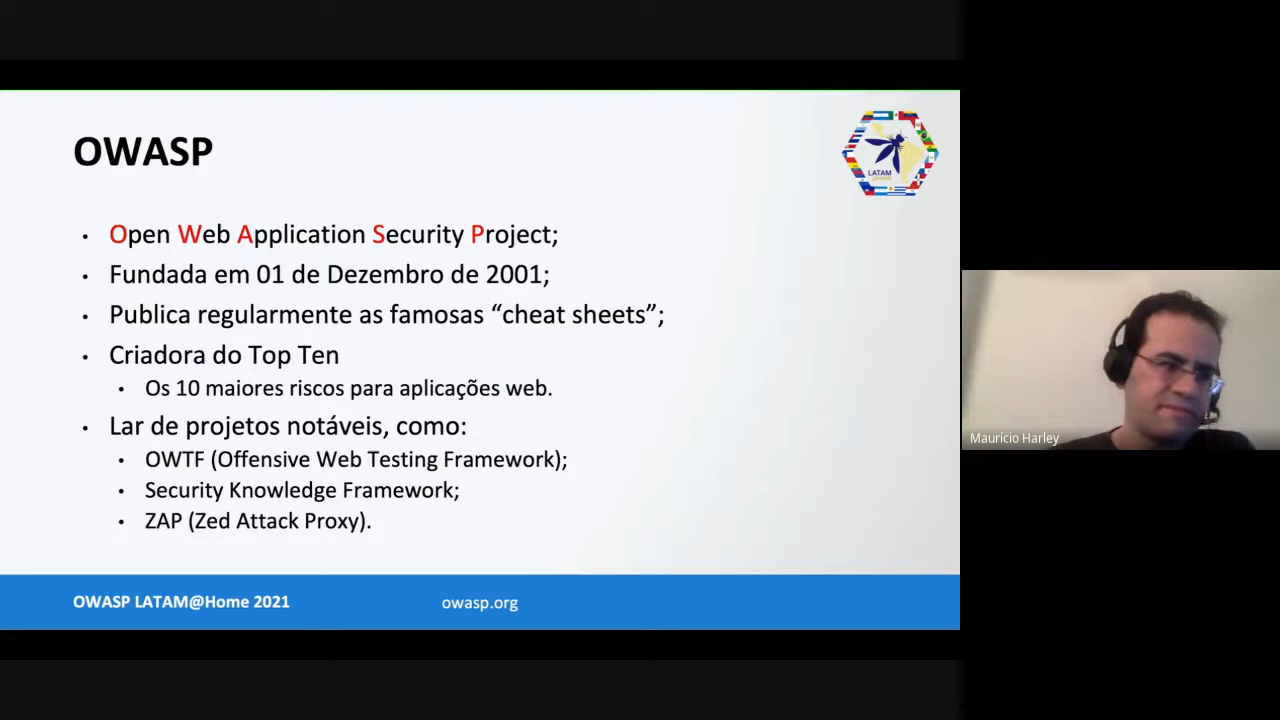 OWASP
LATAM
Open Web Application Security Project;
Fundada em 01 de Dezembro de 2001;
Publica regularmente as famosas “cheat sheets”;
Criadora do Top Ten
Os 10 maiores riscos para aplicações web.
Lar de projetos notáveis, como:
OWTF (Offensive Web Testing Framework);
Security Knowledge Framework;
ZAP (Zed Attack Proxy).
Maurício Harley
OWASP LATAM@Home 2021
owasp.org